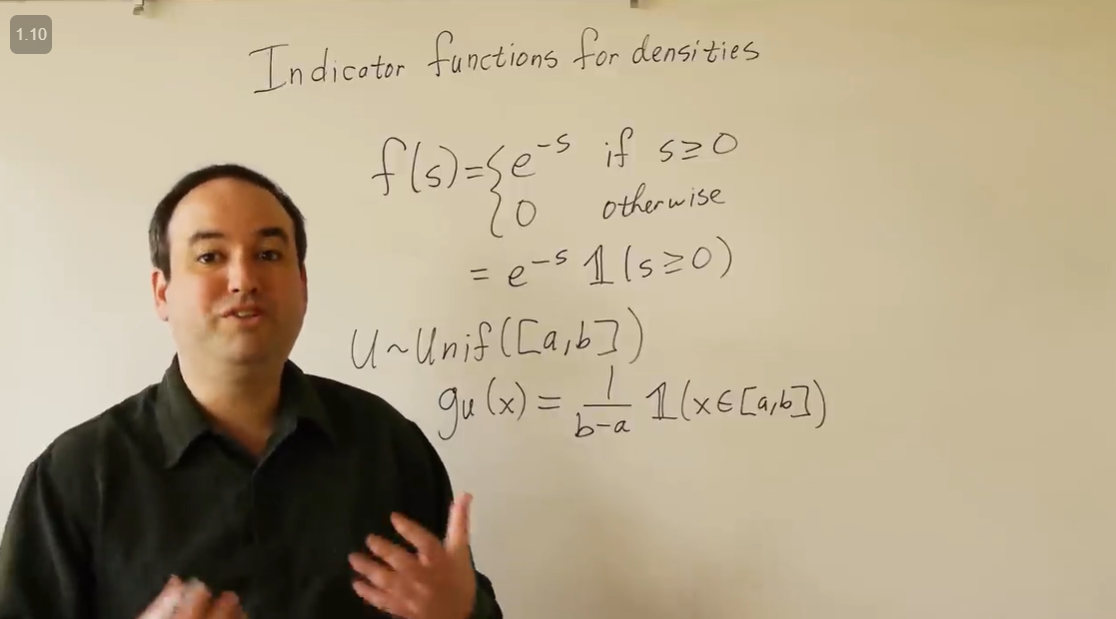 1.10
Indicator functions for densities
f(s)={e^{-s} if s≥0
0 otherwise
= e^{-s} 𝟙(s≥0)
U~Unif([a,b])
g_u(x) = 1/(b-a) 𝟙(x∈[a,b])